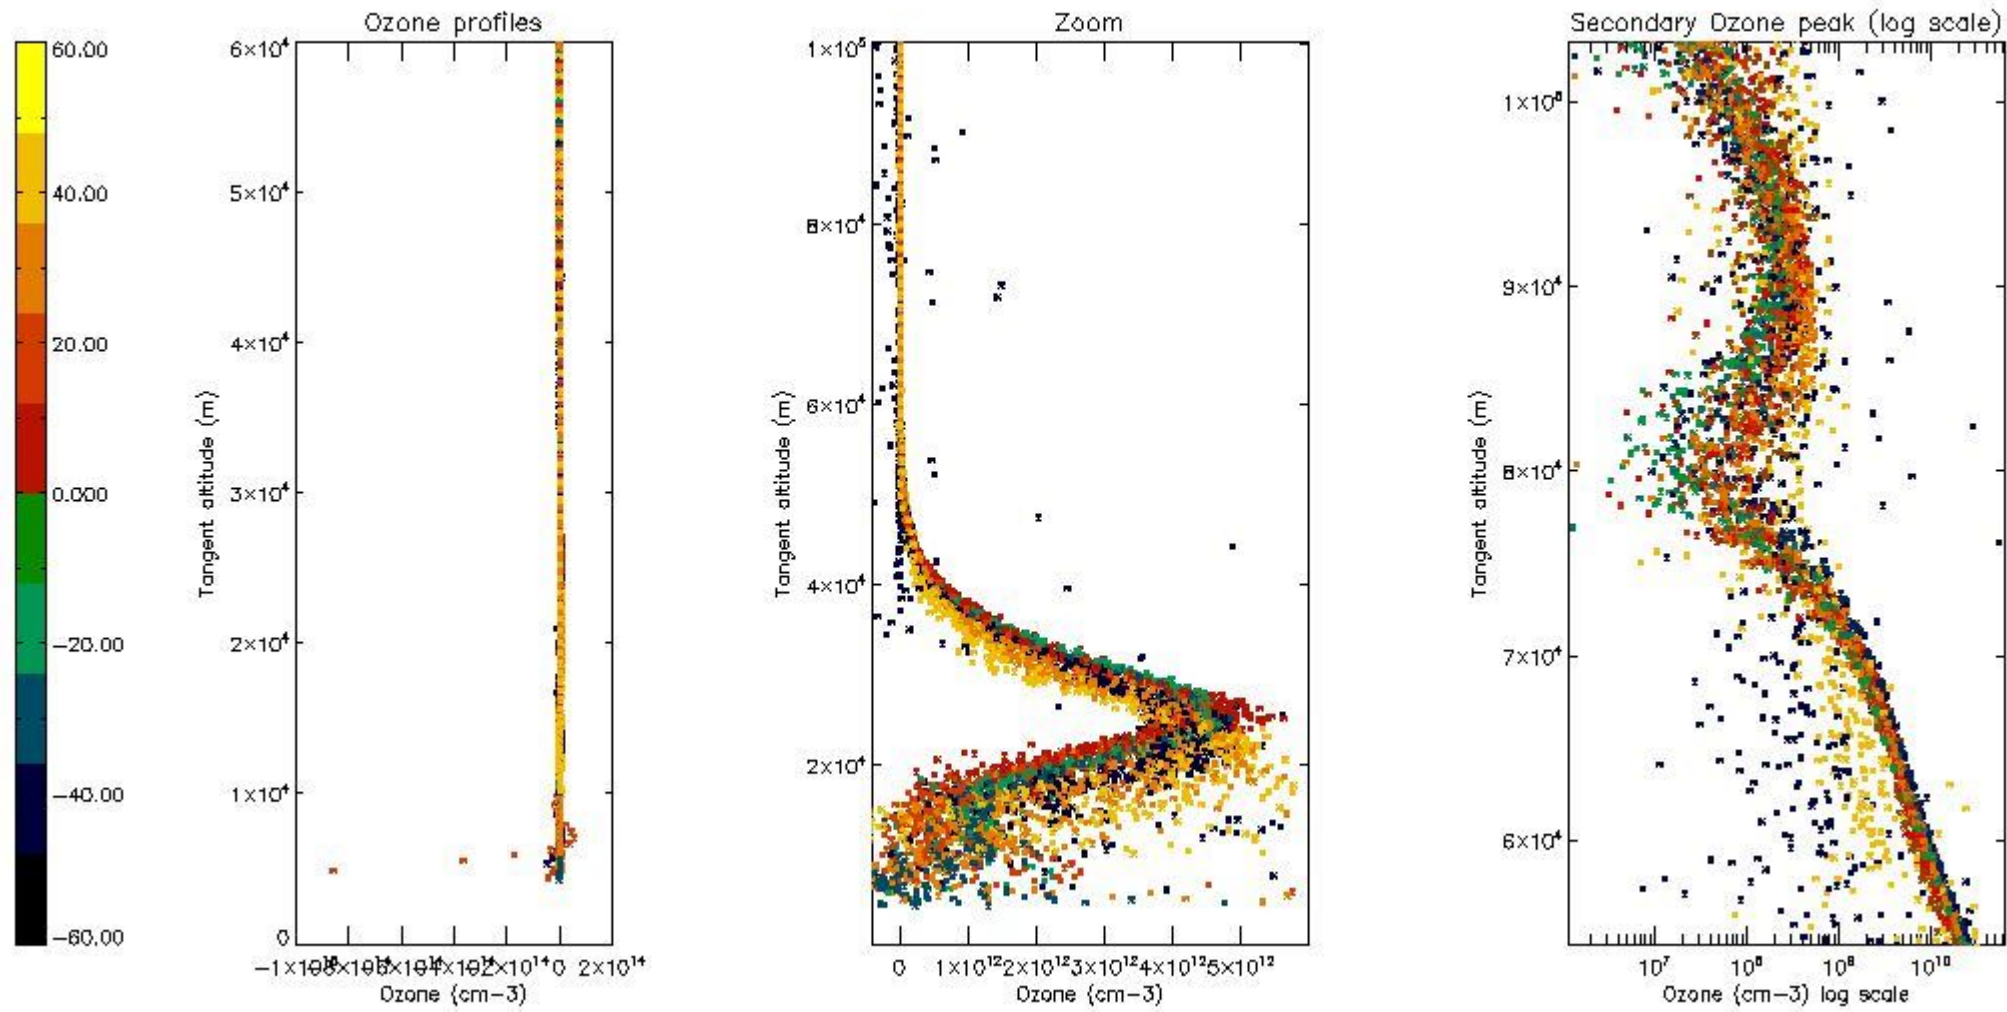 Ozone profiles
Zoom
Secondary Ozone peak (log scale)
60.00
40.00
20.00
0.000
−20.00
−40.00
−60.00
6×10⁴
5×10⁴
4×10⁴
3×10⁴
2×10⁴
1×10⁴
0
Tangent altitude (m)
0 2×10¹⁴
Ozone (cm−3)
1×10⁵
8×10⁴
6×10⁴
4×10⁴
2×10⁴
Tangent altitude (m)
0 1×10¹² 2×10¹² 3×10¹² 4×10¹² 5×10¹²
Ozone (cm−3)
1×10⁵
9×10⁴
8×10⁴
7×10⁴
6×10⁴
Tangent altitude (m)
10⁷ 10⁸ 10⁹ 10¹⁰
Ozone (cm−3) log scale